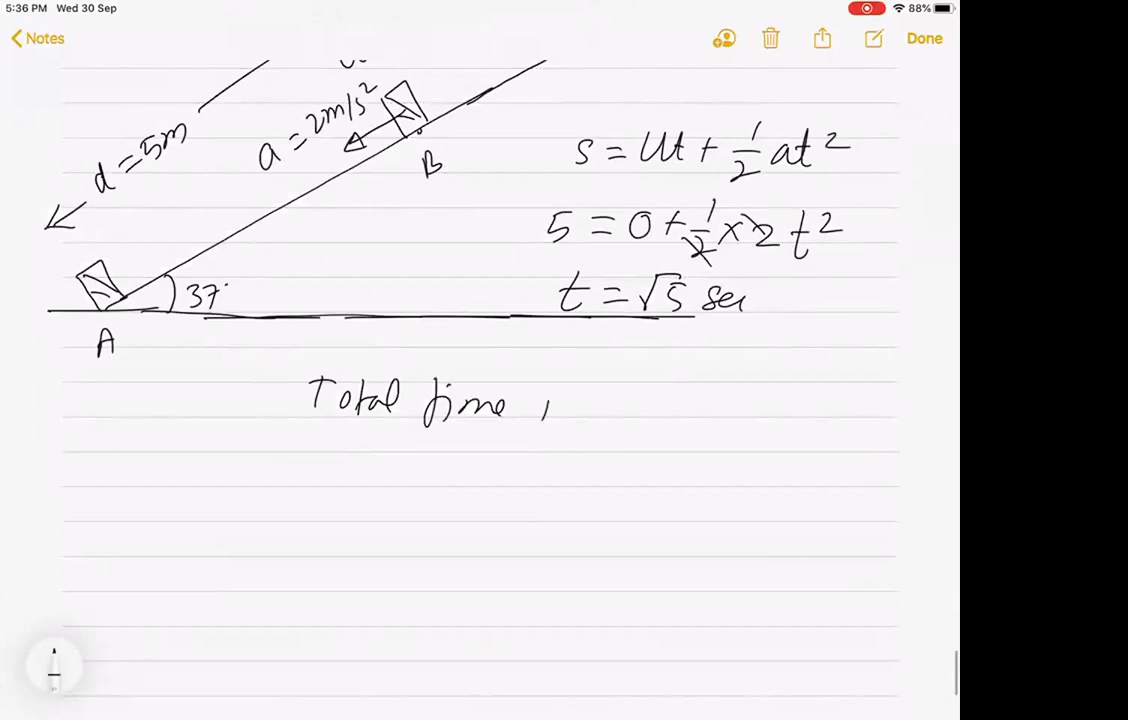 5:36 PM Wed 30 Sep
88%
Notes
Done
d = 5m
a = 2m/s²
B
37°
A
s = ut + 1/2 at²
5 = 0 + 1/2 × 2 t²
t = √5 sec
Total time